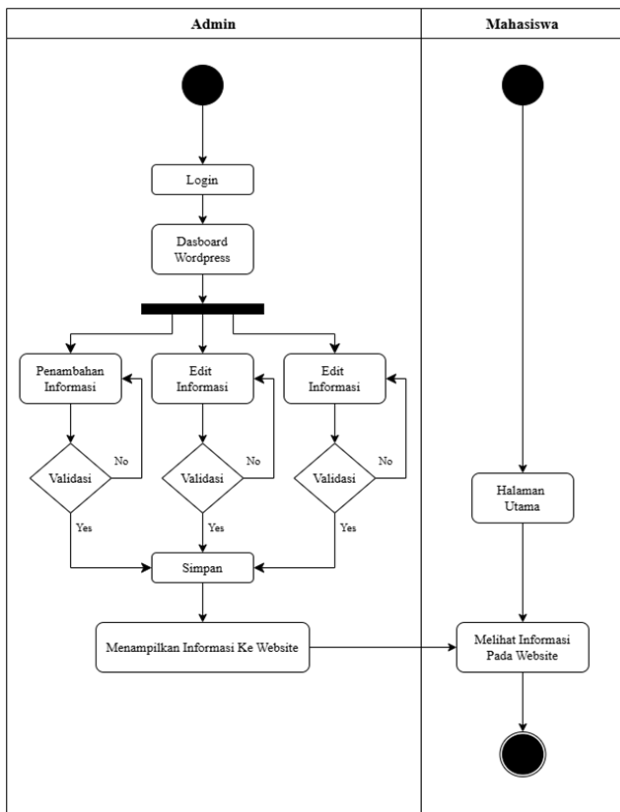 Admin
Mahasiswa
Login
Dasboard
Wordpress
Penambahan
Informasi
Edit
Informasi
Edit
Informasi
Validasi
No
Validasi
No
Validasi
No
Yes
Yes
Yes
Halaman
Utama
Simpan
Menampilkan Informasi Ke Website
Melihat Informasi
Pada Website